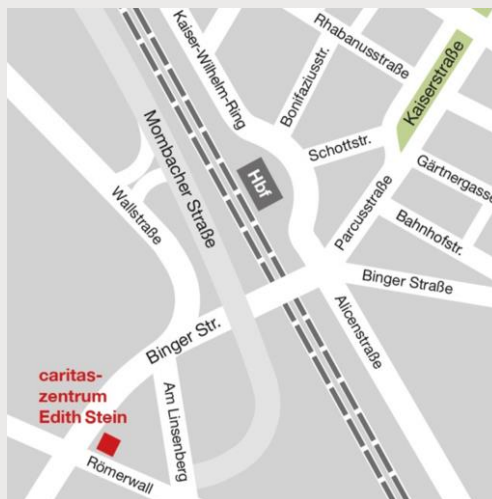 Rhabanusstraße
Kaiserstraße
Kaiser-Wilhelm-Ring
Bonifaziusstr.
Schottstr.
Gärtnergasse
Mombacher Straße
Hbf
Parcusstraße
Bahnhofstr.
Wallstraße
Binger Straße
Alicenstraße
Binger Str.
caritas-
zentrum
Edith Stein
Am Linsenberg
Römerwall